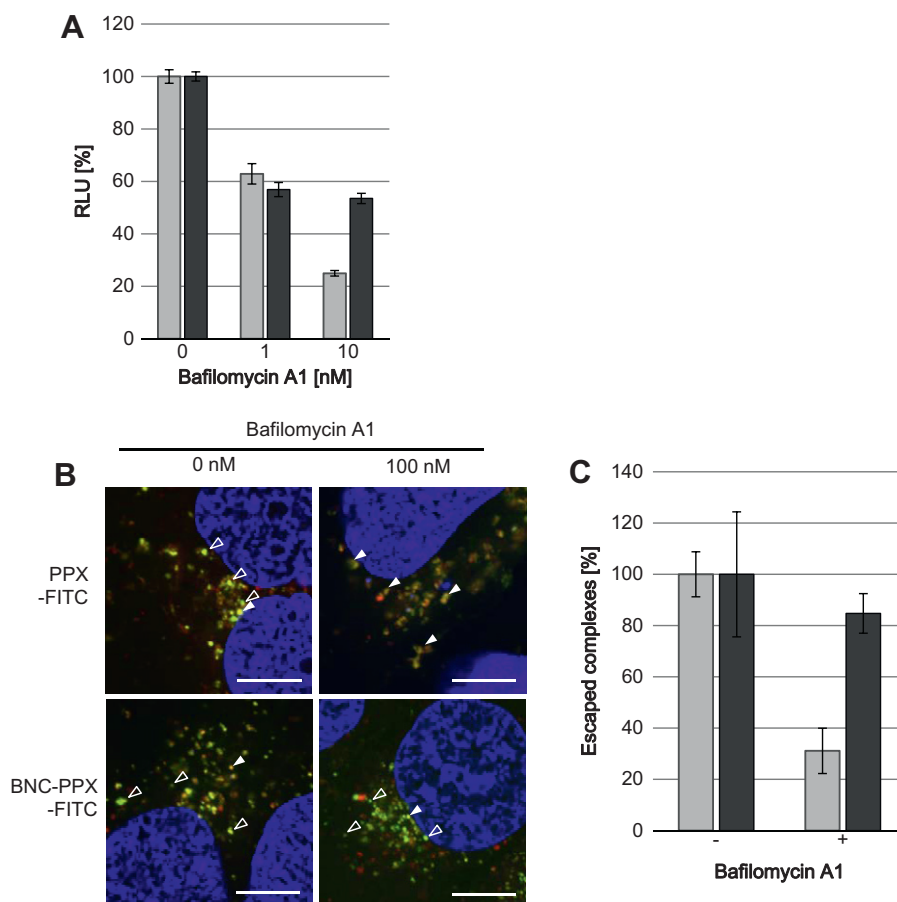 A
120
100
80
60
40
20
0
RLU [%]
0 1 10
Bafilomycin A1 [nM]
Bafilomycin A1
B
0 nM 100 nM
PPX
-FITC
BNC-PPX
-FITC
C
140
120
100
80
60
40
20
0
Escaped complexes [%]
- +
Bafilomycin A1